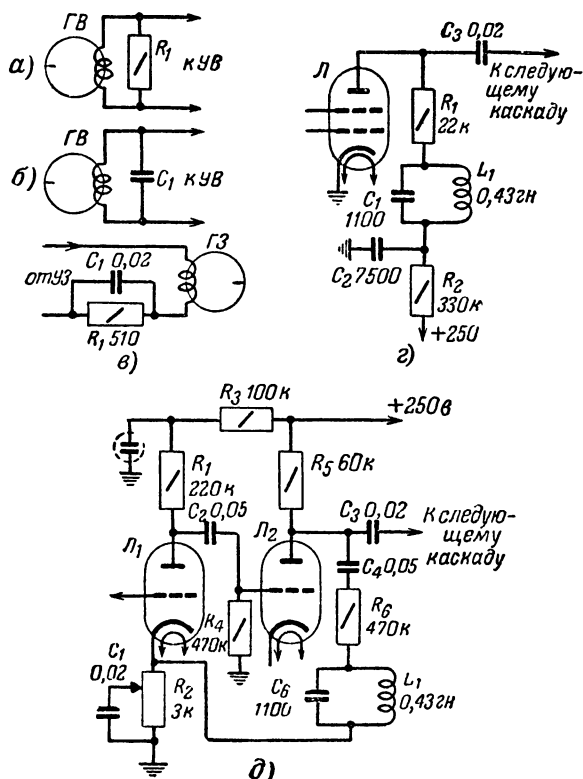 а)
ГВ
R1
к УВ
б)
ГВ
C1 к УВ
ГЗ
C1 0,02
от УЗ
R1 510
в)
C3 0,02
К следую-
щему
каскаду
Л
R1
22к
C1
1100
L1
0,43гн
C2 7500
R2
330к
+250
г)
R3 100к
+250в
R1
220к
R5 60к
C2 0,05
C3 0,02
К следую-
щему
каскаду
Л1
Л2
C4 0,05
R4
470к
R6
470к
C1
0,02
R2
3к
C6
1100
L1
0,43гн
д)